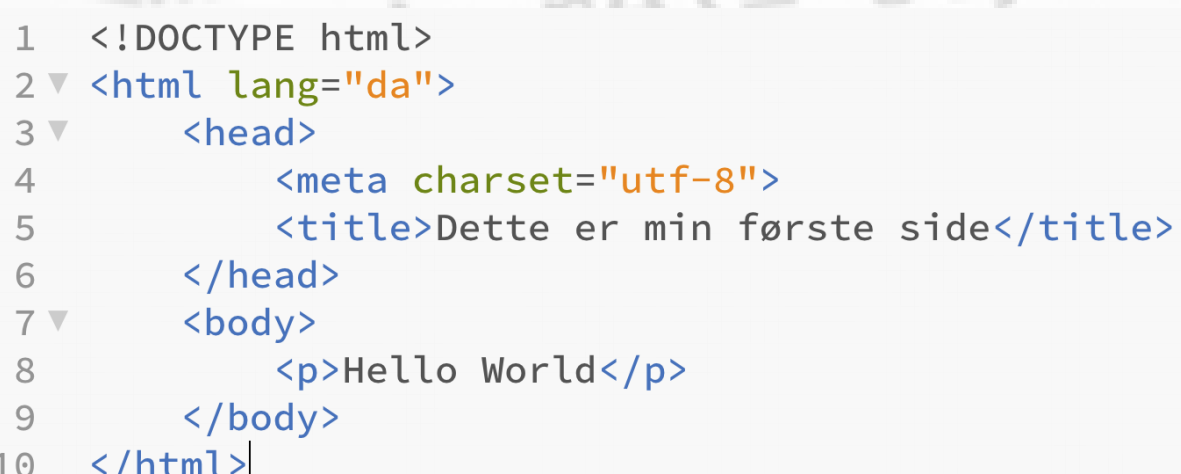 1 <!DOCTYPE html>
2 <html lang="da">
3 <head>
4 <meta charset="utf-8">
5 <title>Dette er min første side</title>
6 </head>
7 <body>
8 <p>Hello World</p>
9 </body>
10 </html>